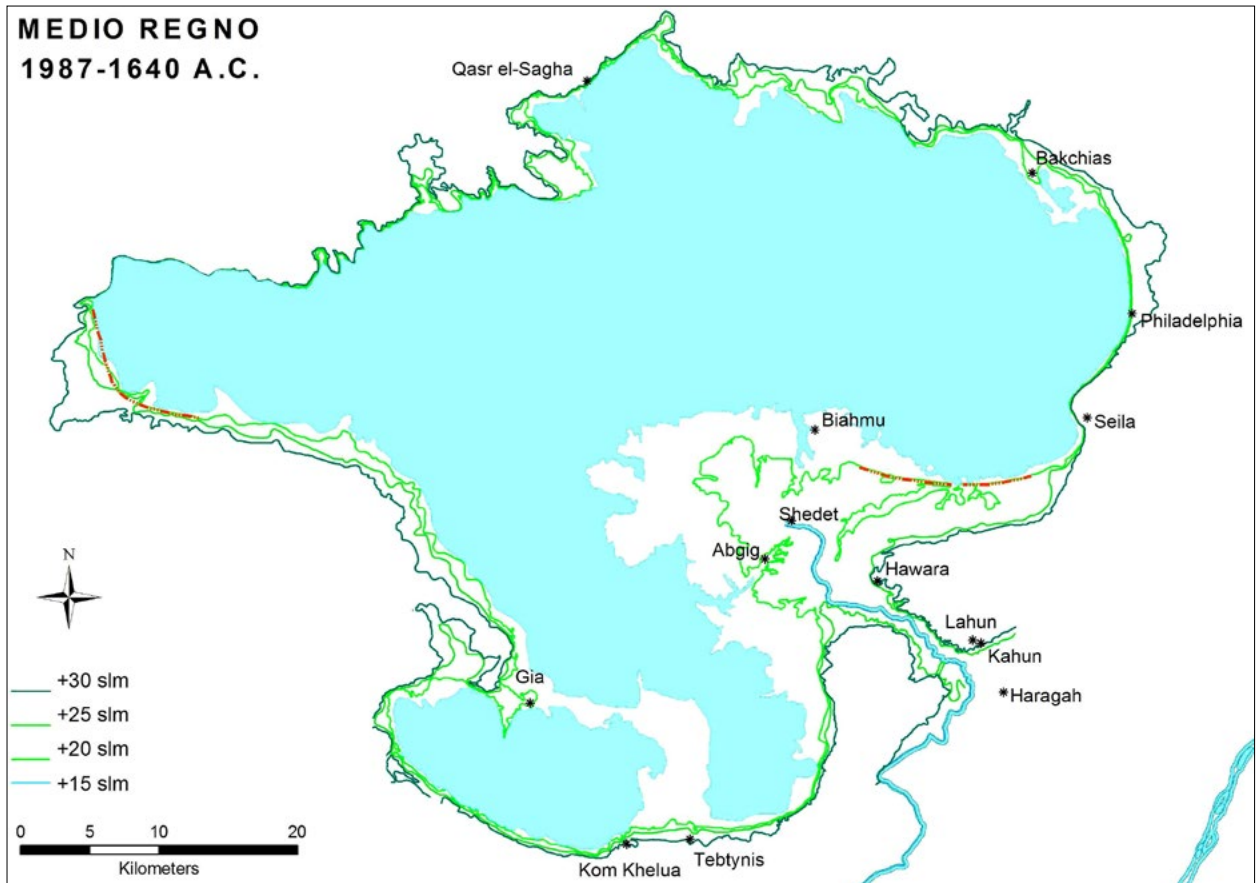 MEDIO REGNO
1987-1640 A.C.
Qasr el-Sagha
Bakchias
Philadelphia
Seila
Biahmu
Shedet
Abgig
Hawara
Lahun
Kahun
Haragah
Gia
Kom Khelua
Tebtynis
N
+30 slm
+25 slm
+20 slm
+15 slm
0 5 10 20
Kilometers